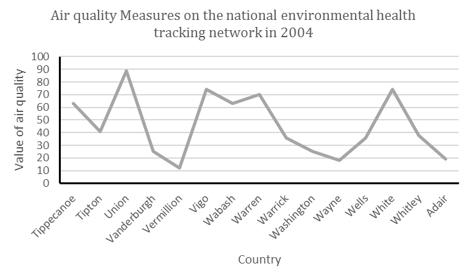 Air quality Measures on the national environmental health
tracking network in 2004
Value of air quality
100
90
80
70
60
50
40
30
20
10
0
Tippecanoe
Tipton
Union
Vanderburgh
Vermillion
Vigo
Wabash
Warren
Warrick
Washington
Wayne
Wells
White
Whitley
Adair
Country